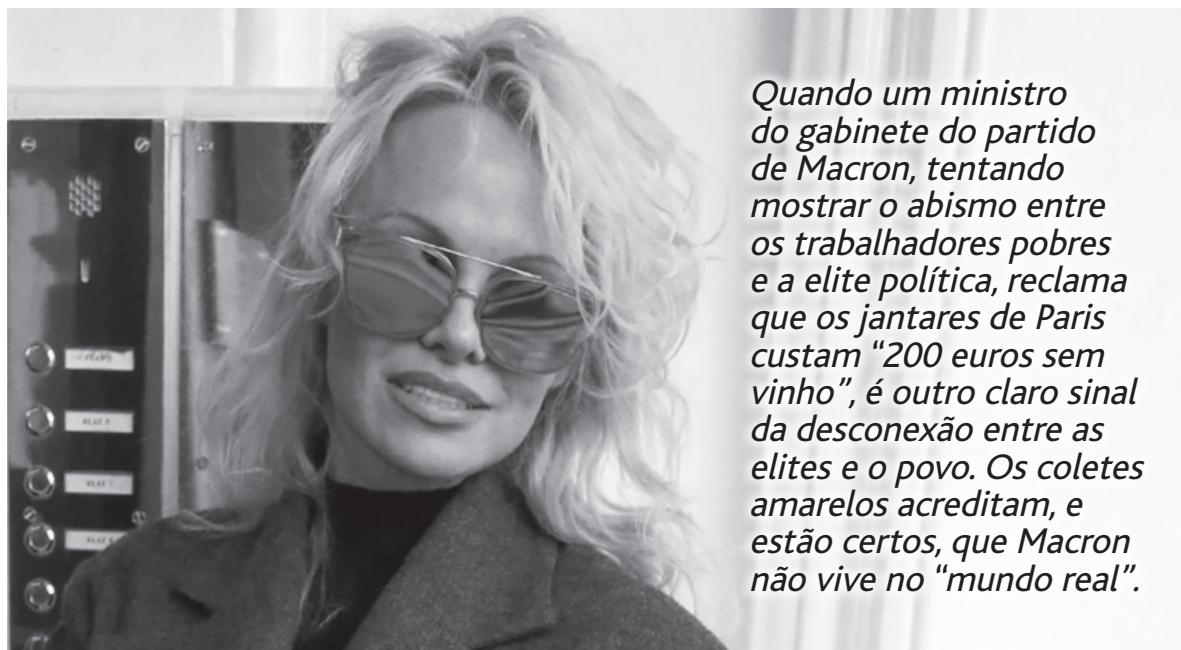 Quando um ministro
do gabinete do partido
de Macron, tentando
mostrar o abismo entre
os trabalhadores pobres
e a elite política, reclama
que os jantares de Paris
custam “200 euros sem
vinho”, é outro claro sinal
da desconexão entre as
elites e o povo. Os coletes
amarelos acreditam, e
estão certos, que Macron
não vive no “mundo real”.